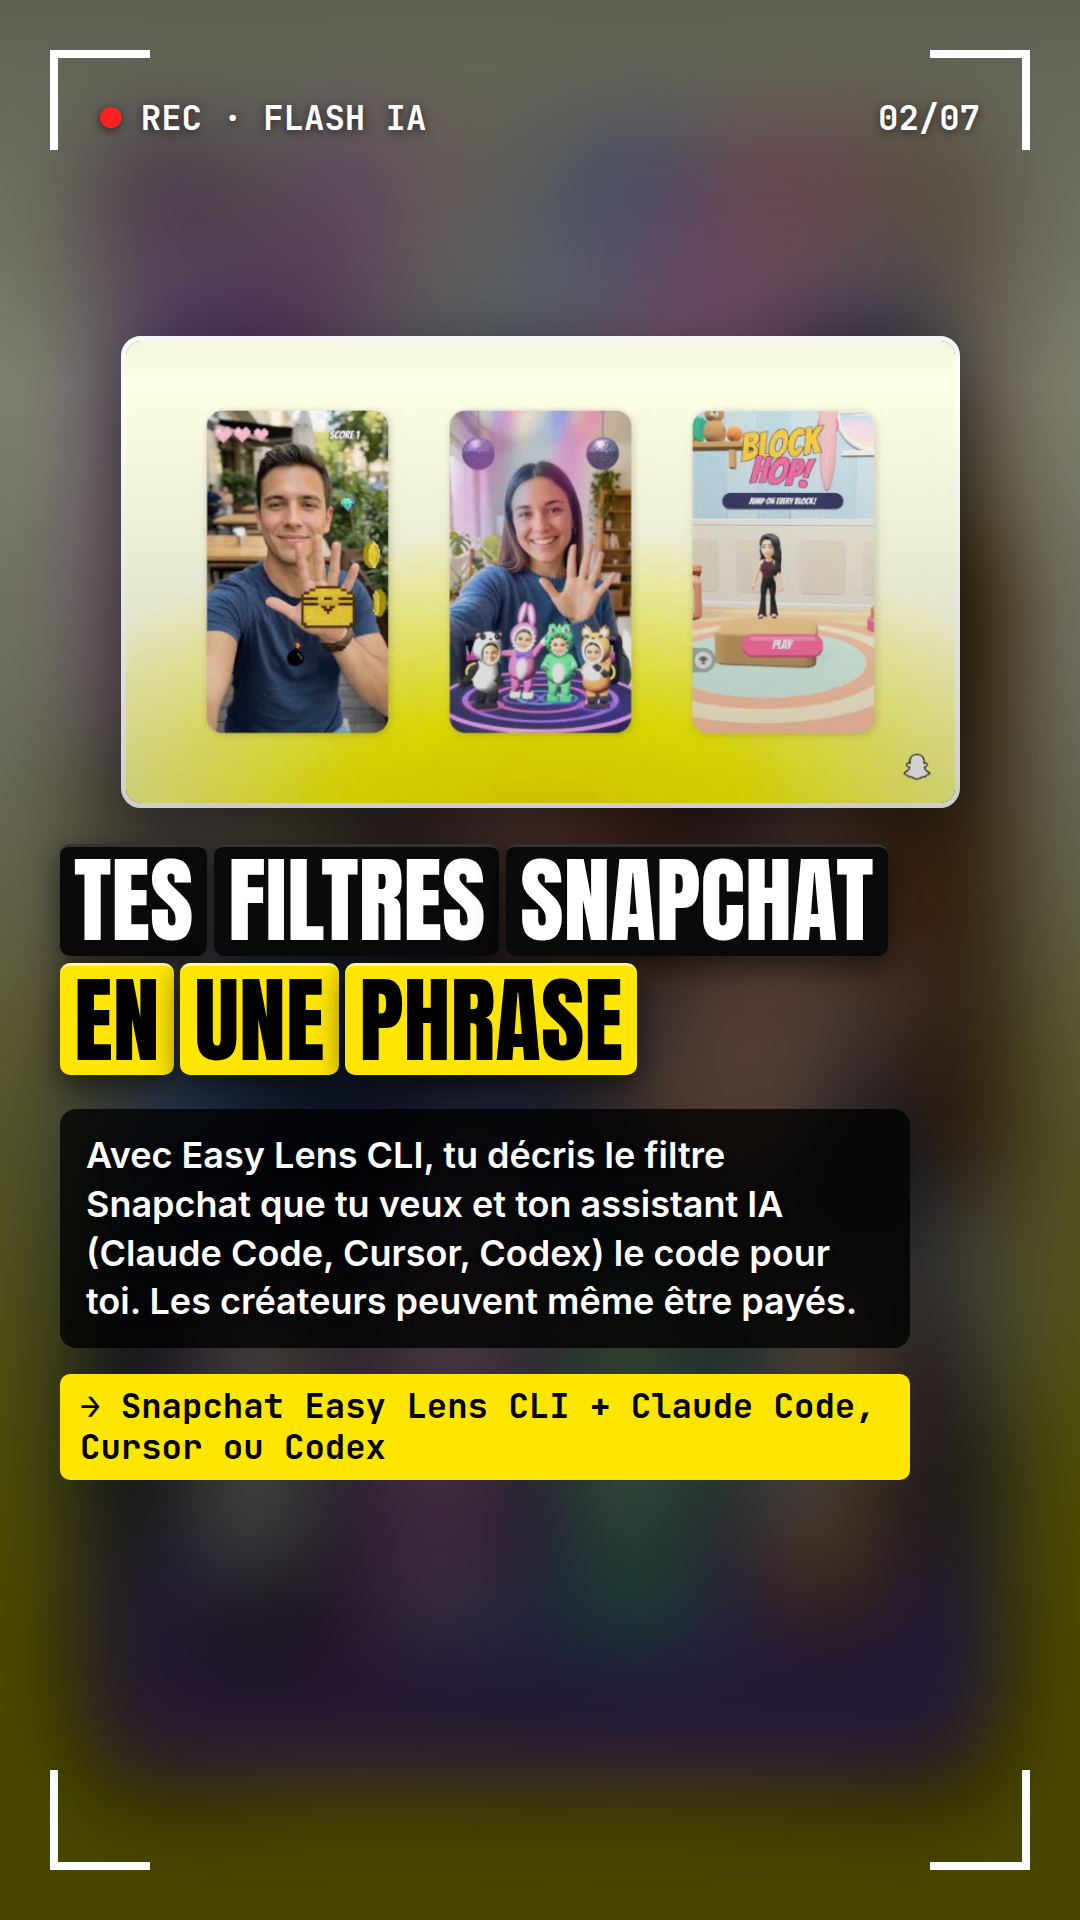 REC · FLASH IA
02/07
SCORE 1
BLOCK
HOP!
JUMP ON EVERY BLOCK!
PLAY
TES FILTRES SNAPCHAT
EN UNE PHRASE
Avec Easy Lens CLI, tu décris le filtre
Snapchat que tu veux et ton assistant IA
(Claude Code, Cursor, Codex) le code pour
toi. Les créateurs peuvent même être payés.
→ Snapchat Easy Lens CLI + Claude Code,
Cursor ou Codex